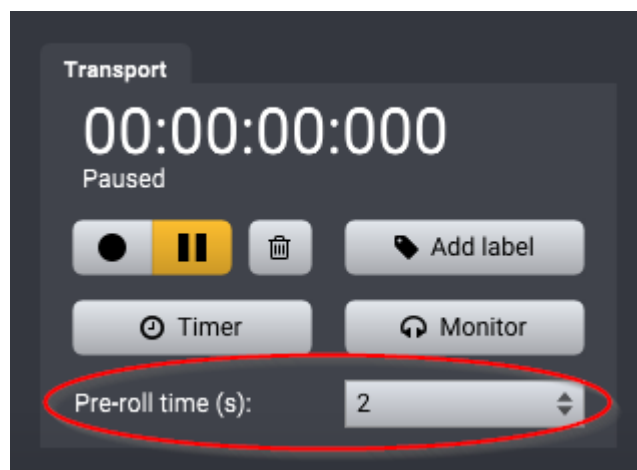 Transport
00:00:00:000
Paused
Add label
Timer
Monitor
Pre-roll time (s):
2